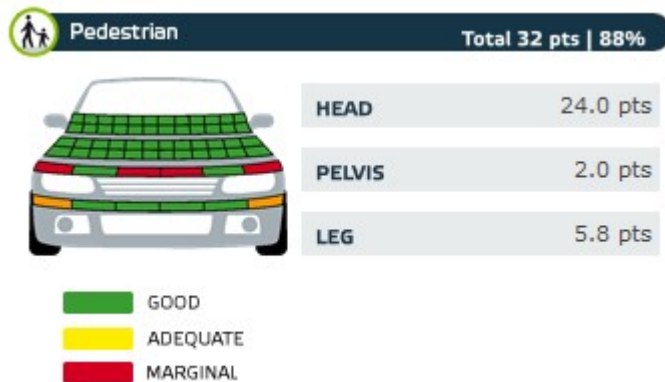 Pedestrian Total 32 pts | 88%
HEAD 24.0 pts
PELVIS 2.0 pts
LEG 5.8 pts
GOOD
ADEQUATE
MARGINAL